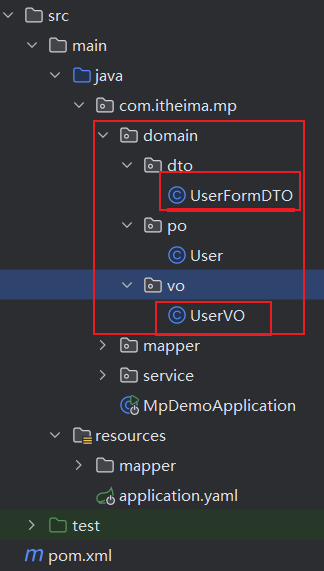 src
main
java
com.itheima.mp
domain
dto
UserFormDTO
po
User
vo
UserVO
mapper
service
MpDemoApplication
resources
mapper
application.yaml
test
pom.xml